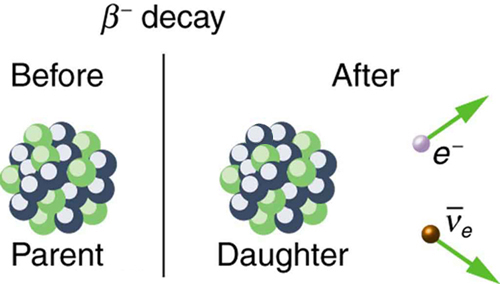 β⁻ decay
Before
After
e⁻
ν̅ₑ
Parent
Daughter